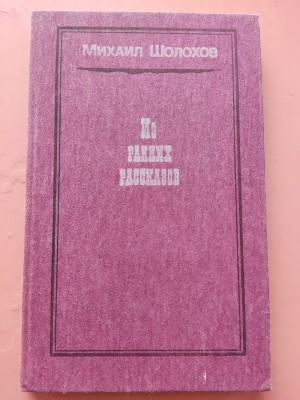 Михаил Шолохов
Из
ранних
рассказов